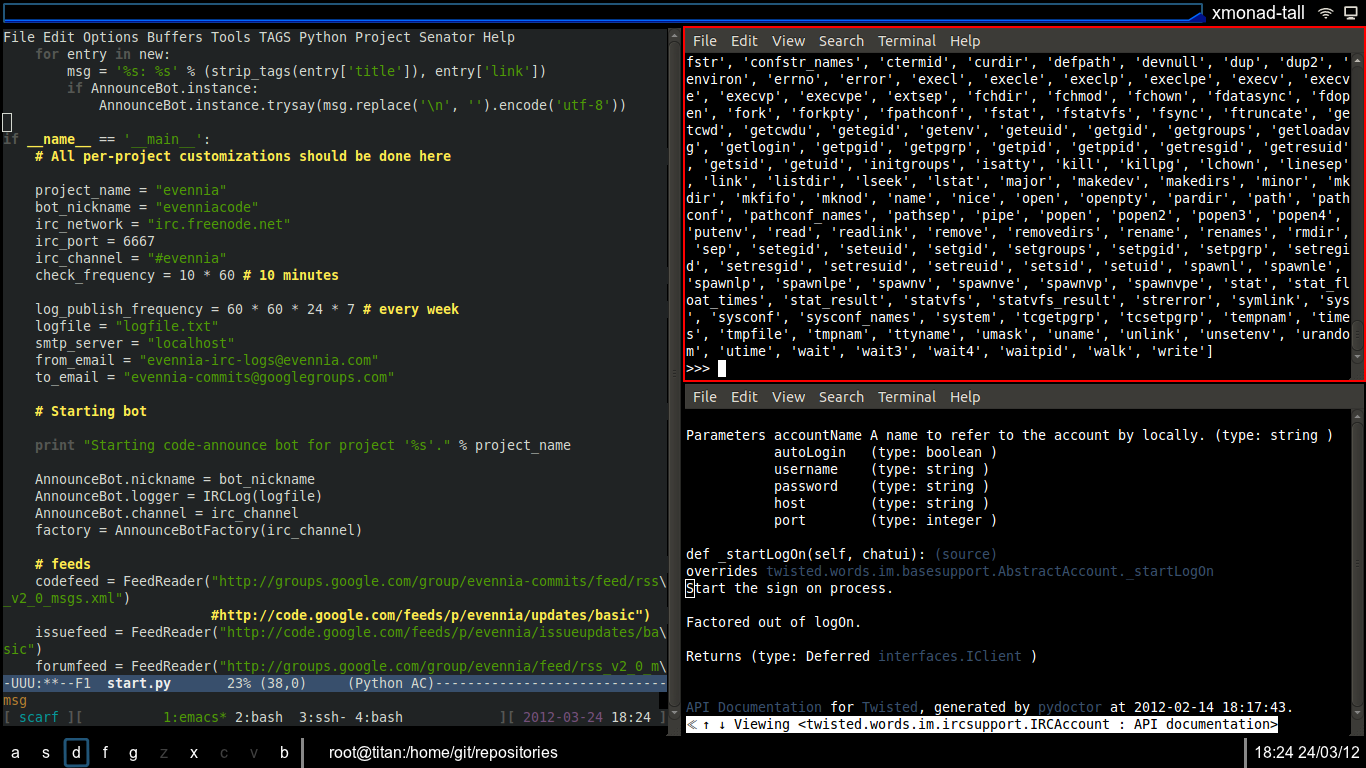 xmonad-tall
File Edit Options Buffers Tools TAGS Python Project Senator Help
    for entry in new:
        msg = '%s: %s' % (strip_tags(entry['title']), entry['link'])
        if AnnounceBot.instance:
            AnnounceBot.instance.trysay(msg.replace('\n', '').encode('utf-8'))
if __name__ == '__main__':
    # All per-project customizations should be done here
    project_name = "evennia"
    bot_nickname = "evenniacode"
    irc_network = "irc.freenode.net"
    irc_port = 6667
    irc_channel = "#evennia"
    check_frequency = 10 * 60 # 10 minutes
    log_publish_frequency = 60 * 60 * 24 * 7 # every week
    logfile = "logfile.txt"
    smtp_server = "localhost"
    from_email = "evennia-irc-logs@evennia.com"
    to_email = "evennia-commits@googlegroups.com"
    # Starting bot
    print "Starting code-announce bot for project '%s'." % project_name
    AnnounceBot.nickname = bot_nickname
    AnnounceBot.logger = IRCLog(logfile)
    AnnounceBot.channel = irc_channel
    factory = AnnounceBotFactory(irc_channel)
    # feeds
    codefeed = FeedReader("http://groups.google.com/group/evennia-commits/feed/rss\
_v2_0_msgs.xml")
                          #http://code.google.com/feeds/p/evennia/updates/basic")
    issuefeed = FeedReader("http://code.google.com/feeds/p/evennia/issueupdates/ba\
sic")
    forumfeed = FeedReader("http://groups.google.com/group/evennia/feed/rss_v2_0_m\
-UUU:**--F1  start.py       23% (38,0)     (Python AC)-----------------------------
msg
[ scarf ][          1:emacs* 2:bash  3:ssh- 4:bash            ][ 2012-03-24 18:24 ]
File Edit View Search Terminal Help
fstr', 'confstr_names', 'ctermid', 'curdir', 'defpath', 'devnull', 'dup', 'dup2', '
environ', 'errno', 'error', 'execl', 'execle', 'execlp', 'execlpe', 'execv', 'execv
e', 'execvp', 'execvpe', 'extsep', 'fchdir', 'fchmod', 'fchown', 'fdatasync', 'fdop
en', 'fork', 'forkpty', 'fpathconf', 'fstat', 'fstatvfs', 'fsync', 'ftruncate', 'ge
tcwd', 'getcwdu', 'getegid', 'getenv', 'geteuid', 'getgid', 'getgroups', 'getloadav
g', 'getlogin', 'getpgid', 'getpgrp', 'getpid', 'getppid', 'getresgid', 'getresuid'
, 'getsid', 'getuid', 'initgroups', 'isatty', 'kill', 'killpg', 'lchown', 'linesep'
, 'link', 'listdir', 'lseek', 'lstat', 'major', 'makedev', 'makedirs', 'minor', 'mk
dir', 'mkfifo', 'mknod', 'name', 'nice', 'open', 'openpty', 'pardir', 'path', 'path
conf', 'pathconf_names', 'pathsep', 'pipe', 'popen', 'popen2', 'popen3', 'popen4', 
'putenv', 'read', 'readlink', 'remove', 'removedirs', 'rename', 'renames', 'rmdir',
 'sep', 'setegid', 'seteuid', 'setgid', 'setgroups', 'setpgid', 'setpgrp', 'setregi
d', 'setresgid', 'setresuid', 'setreuid', 'setsid', 'setuid', 'spawnl', 'spawnle', 
'spawnlp', 'spawnlpe', 'spawnv', 'spawnve', 'spawnvp', 'spawnvpe', 'stat', 'stat_fl
oat_times', 'stat_result', 'statvfs', 'statvfs_result', 'strerror', 'symlink', 'sys
', 'sysconf', 'sysconf_names', 'system', 'tcgetpgrp', 'tcsetpgrp', 'tempnam', 'time
s', 'tmpfile', 'tmpnam', 'ttyname', 'umask', 'uname', 'unlink', 'unsetenv', 'urando
m', 'utime', 'wait', 'wait3', 'wait4', 'waitpid', 'walk', 'write']
>>>
File Edit View Search Terminal Help
Parameters accountName A name to refer to the account by locally. (type: string )
           autoLogin   (type: boolean )
           username    (type: string )
           password    (type: string )
           host        (type: string )
           port        (type: integer )
def _startLogOn(self, chatui): (source)
overrides twisted.words.im.basesupport.AbstractAccount._startLogOn
Start the sign on process.
Factored out of logOn.
Returns (type: Deferred interfaces.IClient )
API Documentation for Twisted, generated by pydoctor at 2012-02-14 18:17:43.
≪ ↑ ↓ Viewing <twisted.words.im.ircsupport.IRCAccount : API documentation>
a s d f g z x c v b root@titan:/home/git/repositories 18:24 24/03/12